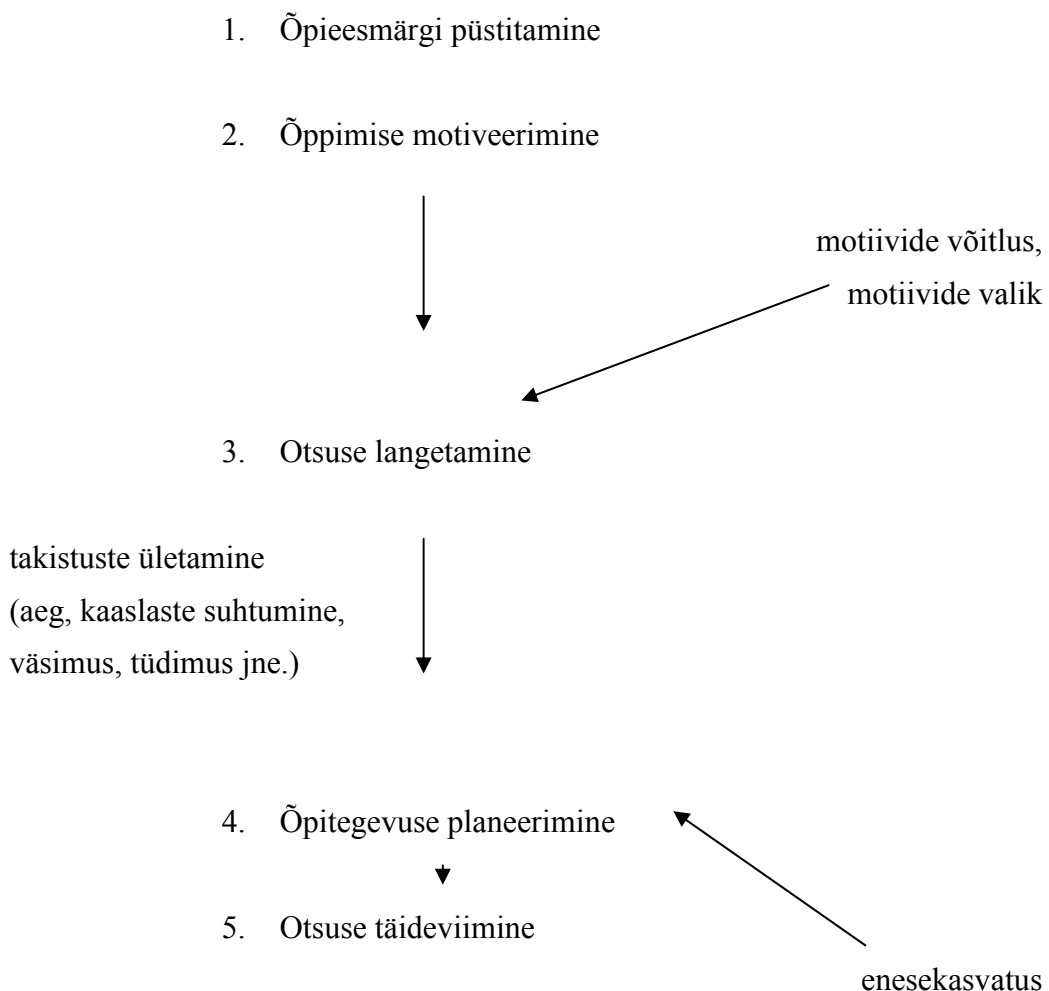 1. Õpieesmärgi püstitamine
2. Õppimise motiveerimine
motiivide võitlus,
motiivide valik
3. Otsuse langetamine
takistuste ületamine
(aeg, kaaslaste suhtumine,
väsimus, tüdimus jne.)
4. Õpitegevuse planeerimine
5. Otsuse täideviimine
enesekasvatus